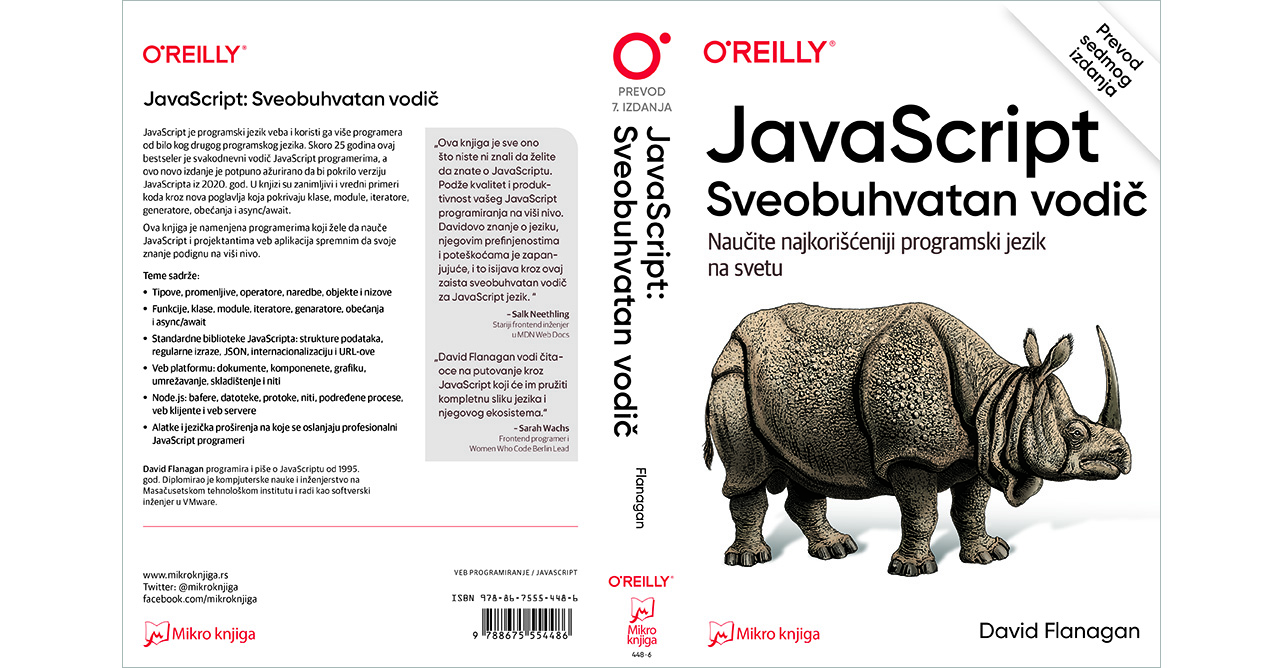 O'REILLY®
JavaScript: Sveobuhvatan vodič
JavaScript je programski jezik veba i koristi ga više programera
od bilo kog drugog programskog jezika. Skoro 25 godina ovaj
bestseler je svakodnevni vodič JavaScript programerima, a
ovo novo izdanje je potpuno ažurirano da bi pokrilo verziju
JavaScripta iz 2020. god. U knjizi su zanimljivi i vredni primeri
koda kroz nova poglavlja koja pokrivaju klase, module, iteratore,
generatore, obećanja i async/await.
Ova knjiga je namenjena programerima koji žele da nauče
JavaScript i projektantima veb aplikacija spremnim da svoje
znanje podignu na viši nivo.
Teme sadrže:
• Tipove, promenljive, operatore, naredbe, objekte i nizove
• Funkcije, klase, module, iteratore, genaratore, obećanja
i async/await
• Standardne biblioteke JavaScripta: strukture podataka,
regularne izraze, JSON, internacionalizaciju i URL-ove
• Veb platformu: dokumente, komponenete, grafiku,
umrežavanje, skladištenje i niti
• Node.js: bafere, datoteke, protoke, niti, podređene procese,
veb klijente i veb servere
• Alatke i jezička proširenja na koje se oslanjaju profesionalni
JavaScript programeri
David Flanagan programira i piše o JavaScriptu od 1995.
god. Diplomirao je kompjuterske nauke i inženjerstvo na
Masačusetskom tehnološkom institutu i radi kao softverski
inženjer u VMware.
„Ova knjiga je sve ono
što niste ni znali da želite
da znate o JavaScriptu.
Podže kvalitet i produk-
tivnost vašeg JavaScript
programiranja na viši nivo.
Davidovo znanje o jeziku,
njegovim prefinjenostima
i poteškoćama je zapan-
jujuće, i to isijava kroz ovaj
zaista sveobuhvatan vodič
za JavaScript jezik. “
– Salk Neethling
Stariji frontend inženjer
u MDN Web Docs
„David Flanagan vodi čita-
oce na putovanje kroz
JavaScript koji će im pružiti
kompletnu sliku jezika i
njegovog ekosistema.“
– Sarah Wachs
Frontend programer i
Women Who Code Berlin Lead
www.mikroknjiga.rs
Twitter: @mikroknjiga
facebook.com/mikroknjiga
Mikro knjiga
VEB PROGRAMIRANJE / JAVASCRIPT
ISBN 978-86-7555-448-6
9 788675 554486
PREVOD
7. IZDANJA
JavaScript:
Sveobuhvatan vodič
Flanagan
O'REILLY®
Mikro
knjiga
448-6
O'REILLY®
Prevod
sedmog
izdanja
JavaScript
Sveobuhvatan vodič
Naučite najkorišćeniji programski jezik
na svetu
Mikro knjiga
David Flanagan